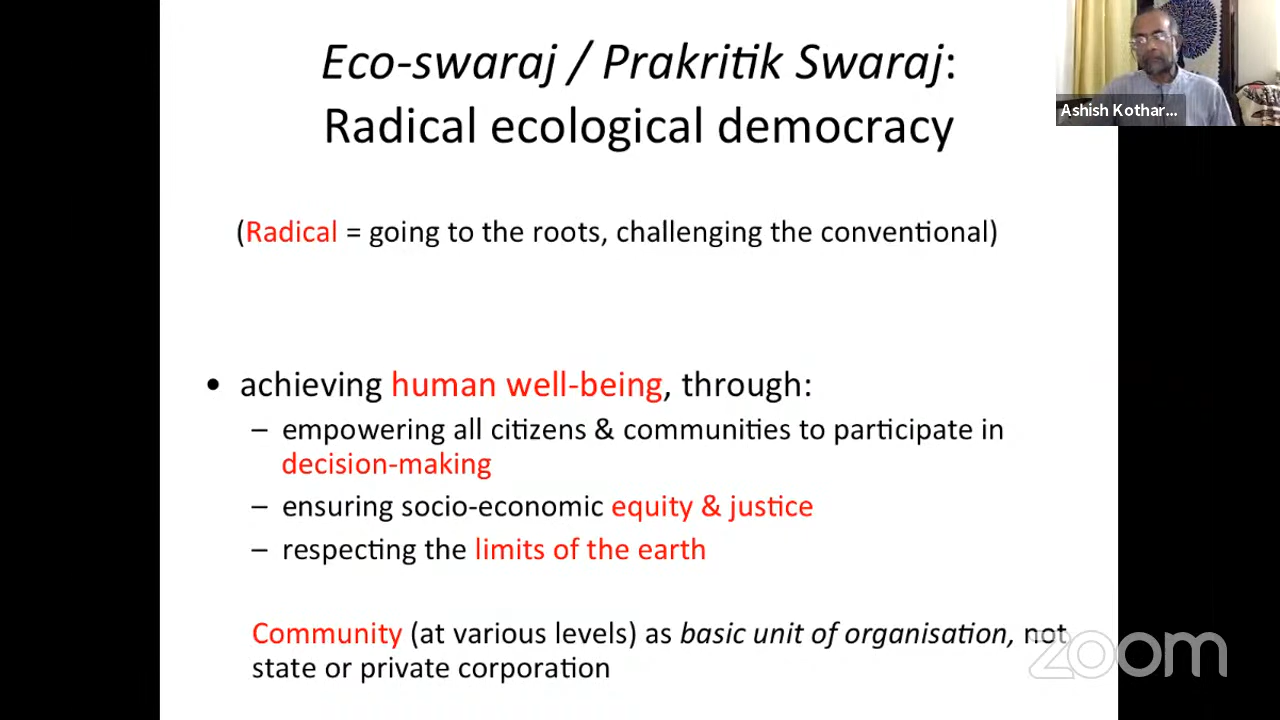 Eco-swaraj / Prakritik Swaraj:
Radical ecological democracy
Ashish Kothar...
(Radical = going to the roots, challenging the conventional)
• achieving human well-being, through:
– empowering all citizens & communities to participate in
decision-making
– ensuring socio-economic equity & justice
– respecting the limits of the earth
Community (at various levels) as basic unit of organisation, not
state or private corporation
zoom